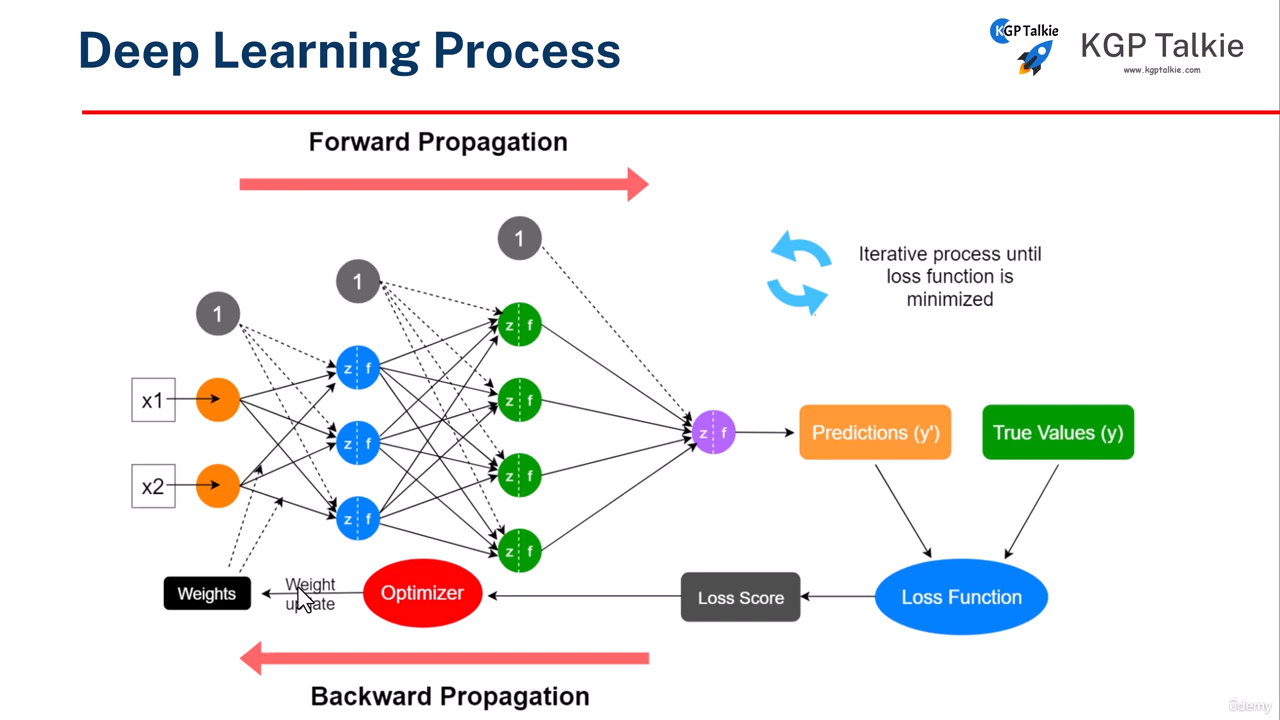 Deep Learning Process
KGP Talkie
KGP Talkie
www.kgptalkie.com
Forward Propagation
1
1
1
Iterative process until
loss function is
minimized
z f
z f
x1
z f
z f
z f
Predictions (y')
True Values (y)
x2
z f
z f
z f
Weights
Weight
Optimizer
Loss Score
Loss Function
Backward Propagation
ûdemy